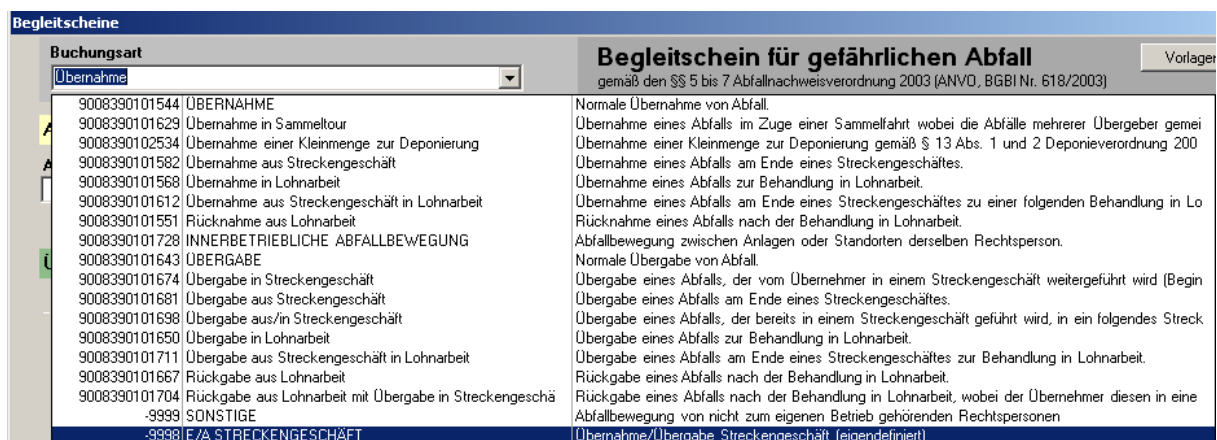 Begleitscheine
Buchungsart
Begleitschein für gefährlichen Abfall
Vorlagen
Übernahme
gemäß den §§ 5 bis 7 Abfallnachweisverordnung 2003 (ANVO, BGBl Nr. 618/2003)
9008390101544 ÜBERNAHME Normale Übernahme von Abfall.
9008390101629 Übernahme in Sammeltour Übernahme eines Abfalls im Zuge einer Sammelfahrt wobei die Abfälle mehrerer Übergeber gemei
9008390102534 Übernahme einer Kleinmenge zur Deponierung Übernahme einer Kleinmenge zur Deponierung gemäß § 13 Abs. 1 und 2 Deponieverordnung 200
9008390101582 Übernahme aus Streckengeschäft Übernahme eines Abfalls am Ende eines Streckengeschäftes.
9008390101568 Übernahme in Lohnarbeit Übernahme eines Abfalls zur Behandlung in Lohnarbeit.
9008390101612 Übernahme aus Streckengeschäft in Lohnarbeit Übernahme eines Abfalls am Ende eines Streckengeschäftes zu einer folgenden Behandlung in Lo
9008390101551 Rücknahme aus Lohnarbeit Rücknahme eines Abfalls nach der Behandlung in Lohnarbeit.
9008390101728 INNERBETRIEBLICHE ABFALLBEWEGUNG Abfallbewegung zwischen Anlagen oder Standorten derselben Rechtsperson.
9008390101643 ÜBERGABE Normale Übergabe von Abfall.
9008390101674 Übergabe in Streckengeschäft Übergabe eines Abfalls, der vom Übernehmer in einem Streckengeschäft weitergeführt wird (Begin
9008390101681 Übergabe aus Streckengeschäft Übergabe eines Abfalls am Ende eines Streckengeschäftes.
9008390101698 Übergabe aus/in Streckengeschäft Übergabe eines Abfalls, der bereits in einem Streckengeschäft geführt wird, in ein folgendes Streck
9008390101650 Übergabe in Lohnarbeit Übergabe eines Abfalls zur Behandlung in Lohnarbeit.
9008390101711 Übergabe aus Streckengeschäft in Lohnarbeit Übergabe eines Abfalls am Ende eines Streckengeschäftes zur Behandlung in Lohnarbeit.
9008390101667 Rückgabe aus Lohnarbeit Rückgabe eines Abfalls nach der Behandlung in Lohnarbeit.
9008390101704 Rückgabe aus Lohnarbeit mit Übergabe in Streckengeschä Rückgabe eines Abfalls nach der Behandlung in Lohnarbeit, wobei der Übernehmer diesen in eine
-9999 SONSTIGE Abfallbewegung von nicht zum eigenen Betrieb gehörenden Rechtspersonen
-9998 E/A STRECKENGESCHÄFT Übernahme/Übergabe Streckengeschäft (eigendefiniert)